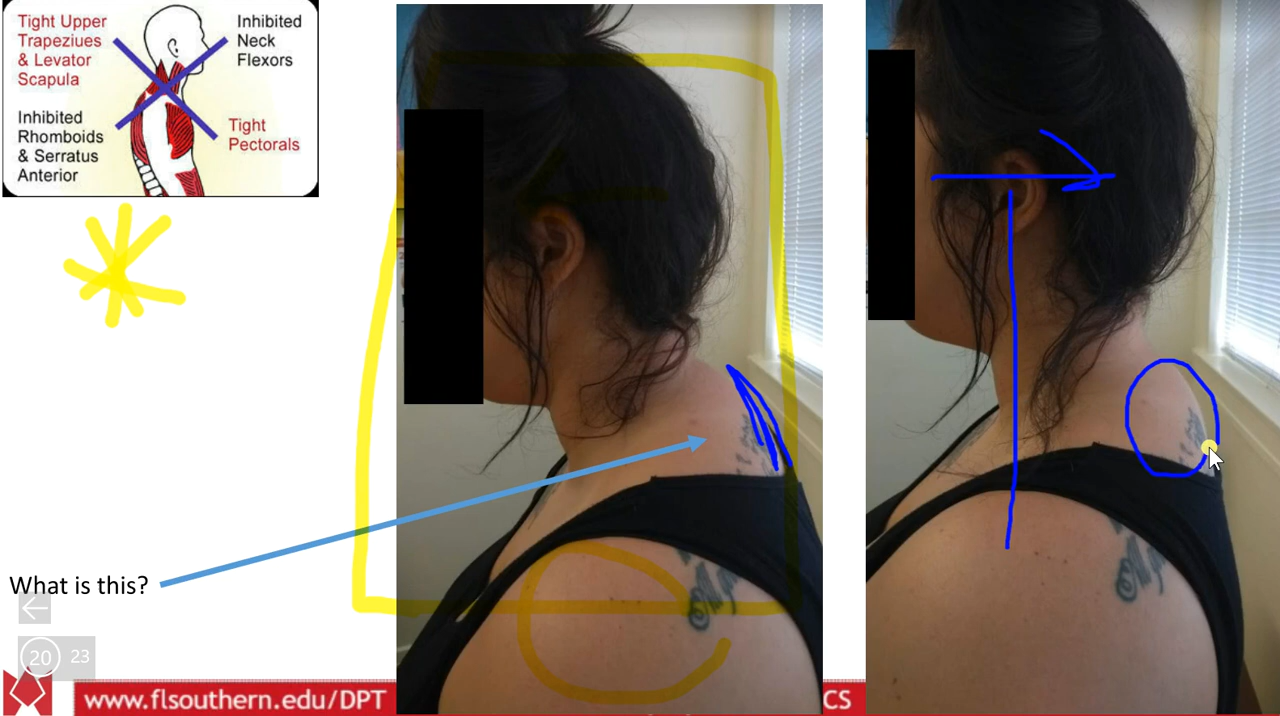 Tight Upper
Trapeziues
& Levator
Scapula
Inhibited
Neck
Flexors
Inhibited
Rhomboids
& Serratus
Anterior
Tight
Pectorals
What is this?
20 23
www.flsouthern.edu/DPT
CS